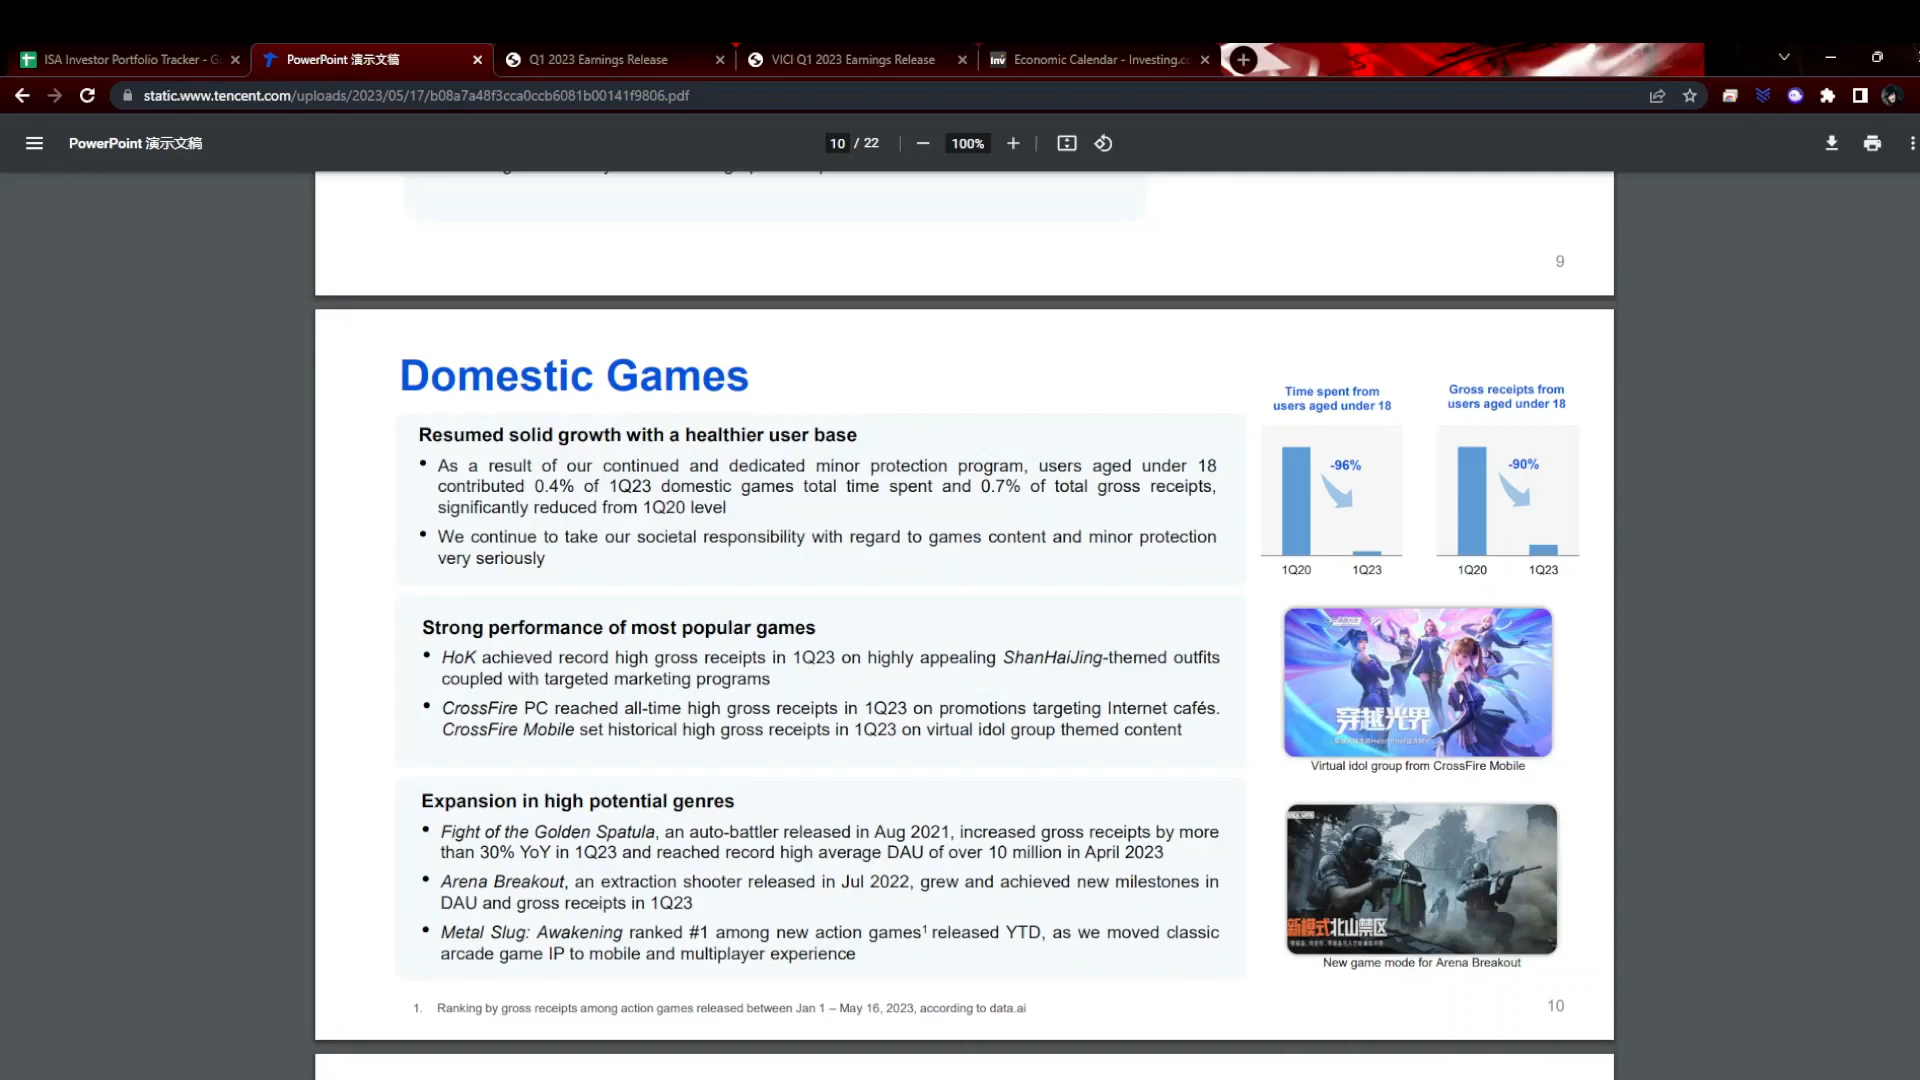 ISA Investor Portfolio Tracker - G
PowerPoint 演示文稿
Q1 2023 Earnings Release
VICI Q1 2023 Earnings Release
Inv
Economic Calendar - Investing.co
static.www.tencent.com/uploads/2023/05/17/b08a7a48f3cca0ccb6081b00141f9806.pdf
PowerPoint 演示文稿
10 / 22
100%
9
Domestic Games
Resumed solid growth with a healthier user base
• As a result of our continued and dedicated minor protection program, users aged under 18
contributed 0.4% of 1Q23 domestic games total time spent and 0.7% of total gross receipts,
significantly reduced from 1Q20 level
• We continue to take our societal responsibility with regard to games content and minor protection
very seriously
Time spent from
users aged under 18
-96%
1Q20 1Q23
Gross receipts from
users aged under 18
-90%
1Q20 1Q23
Strong performance of most popular games
• HoK achieved record high gross receipts in 1Q23 on highly appealing ShanHaiJing-themed outfits
coupled with targeted marketing programs
• CrossFire PC reached all-time high gross receipts in 1Q23 on promotions targeting Internet cafés.
CrossFire Mobile set historical high gross receipts in 1Q23 on virtual idol group themed content
穿越光界
Virtual idol group from CrossFire Mobile
Expansion in high potential genres
• Fight of the Golden Spatula, an auto-battler released in Aug 2021, increased gross receipts by more
than 30% YoY in 1Q23 and reached record high average DAU of over 10 million in April 2023
• Arena Breakout, an extraction shooter released in Jul 2022, grew and achieved new milestones in
DAU and gross receipts in 1Q23
• Metal Slug: Awakening ranked #1 among new action games¹ released YTD, as we moved classic
arcade game IP to mobile and multiplayer experience
新模式北山禁区
New game mode for Arena Breakout
1. Ranking by gross receipts among action games released between Jan 1 – May 16, 2023, according to data.ai
10